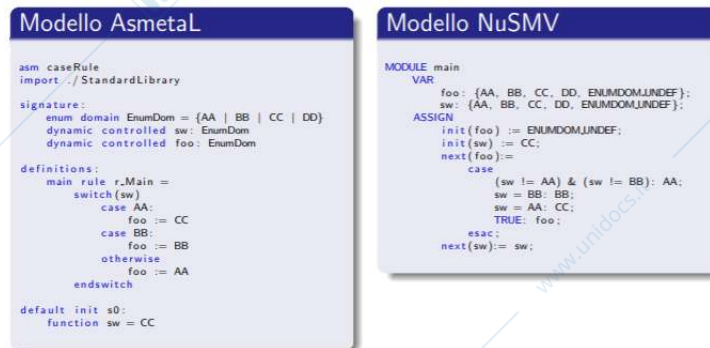 Modello AsmetaL
asm caseRule
import ./StandardLibrary
signature:
enum domain EnumDom = {AA | BB | CC | DD}
dynamic controlled sw: EnumDom
dynamic controlled foo: EnumDom
definitions:
main rule r_Main =
switch(sw)
case AA:
foo := CC
case BB:
foo := BB
otherwise
foo := AA
endswitch
default init s0:
function sw = CC
Modello NuSMV
MODULE main
VAR
foo: {AA, BB, CC, DD, ENUMDOM_UNDEF};
sw: {AA, BB, CC, DD, ENUMDOM_UNDEF};
ASSIGN
init(foo) := ENUMDOM_UNDEF;
init(sw) := CC;
next(foo):=
case
(sw != AA) & (sw != BB): AA;
sw = BB: BB;
sw = AA: CC;
TRUE: foo;
esac;
next(sw):= sw;
www.unidocs.it